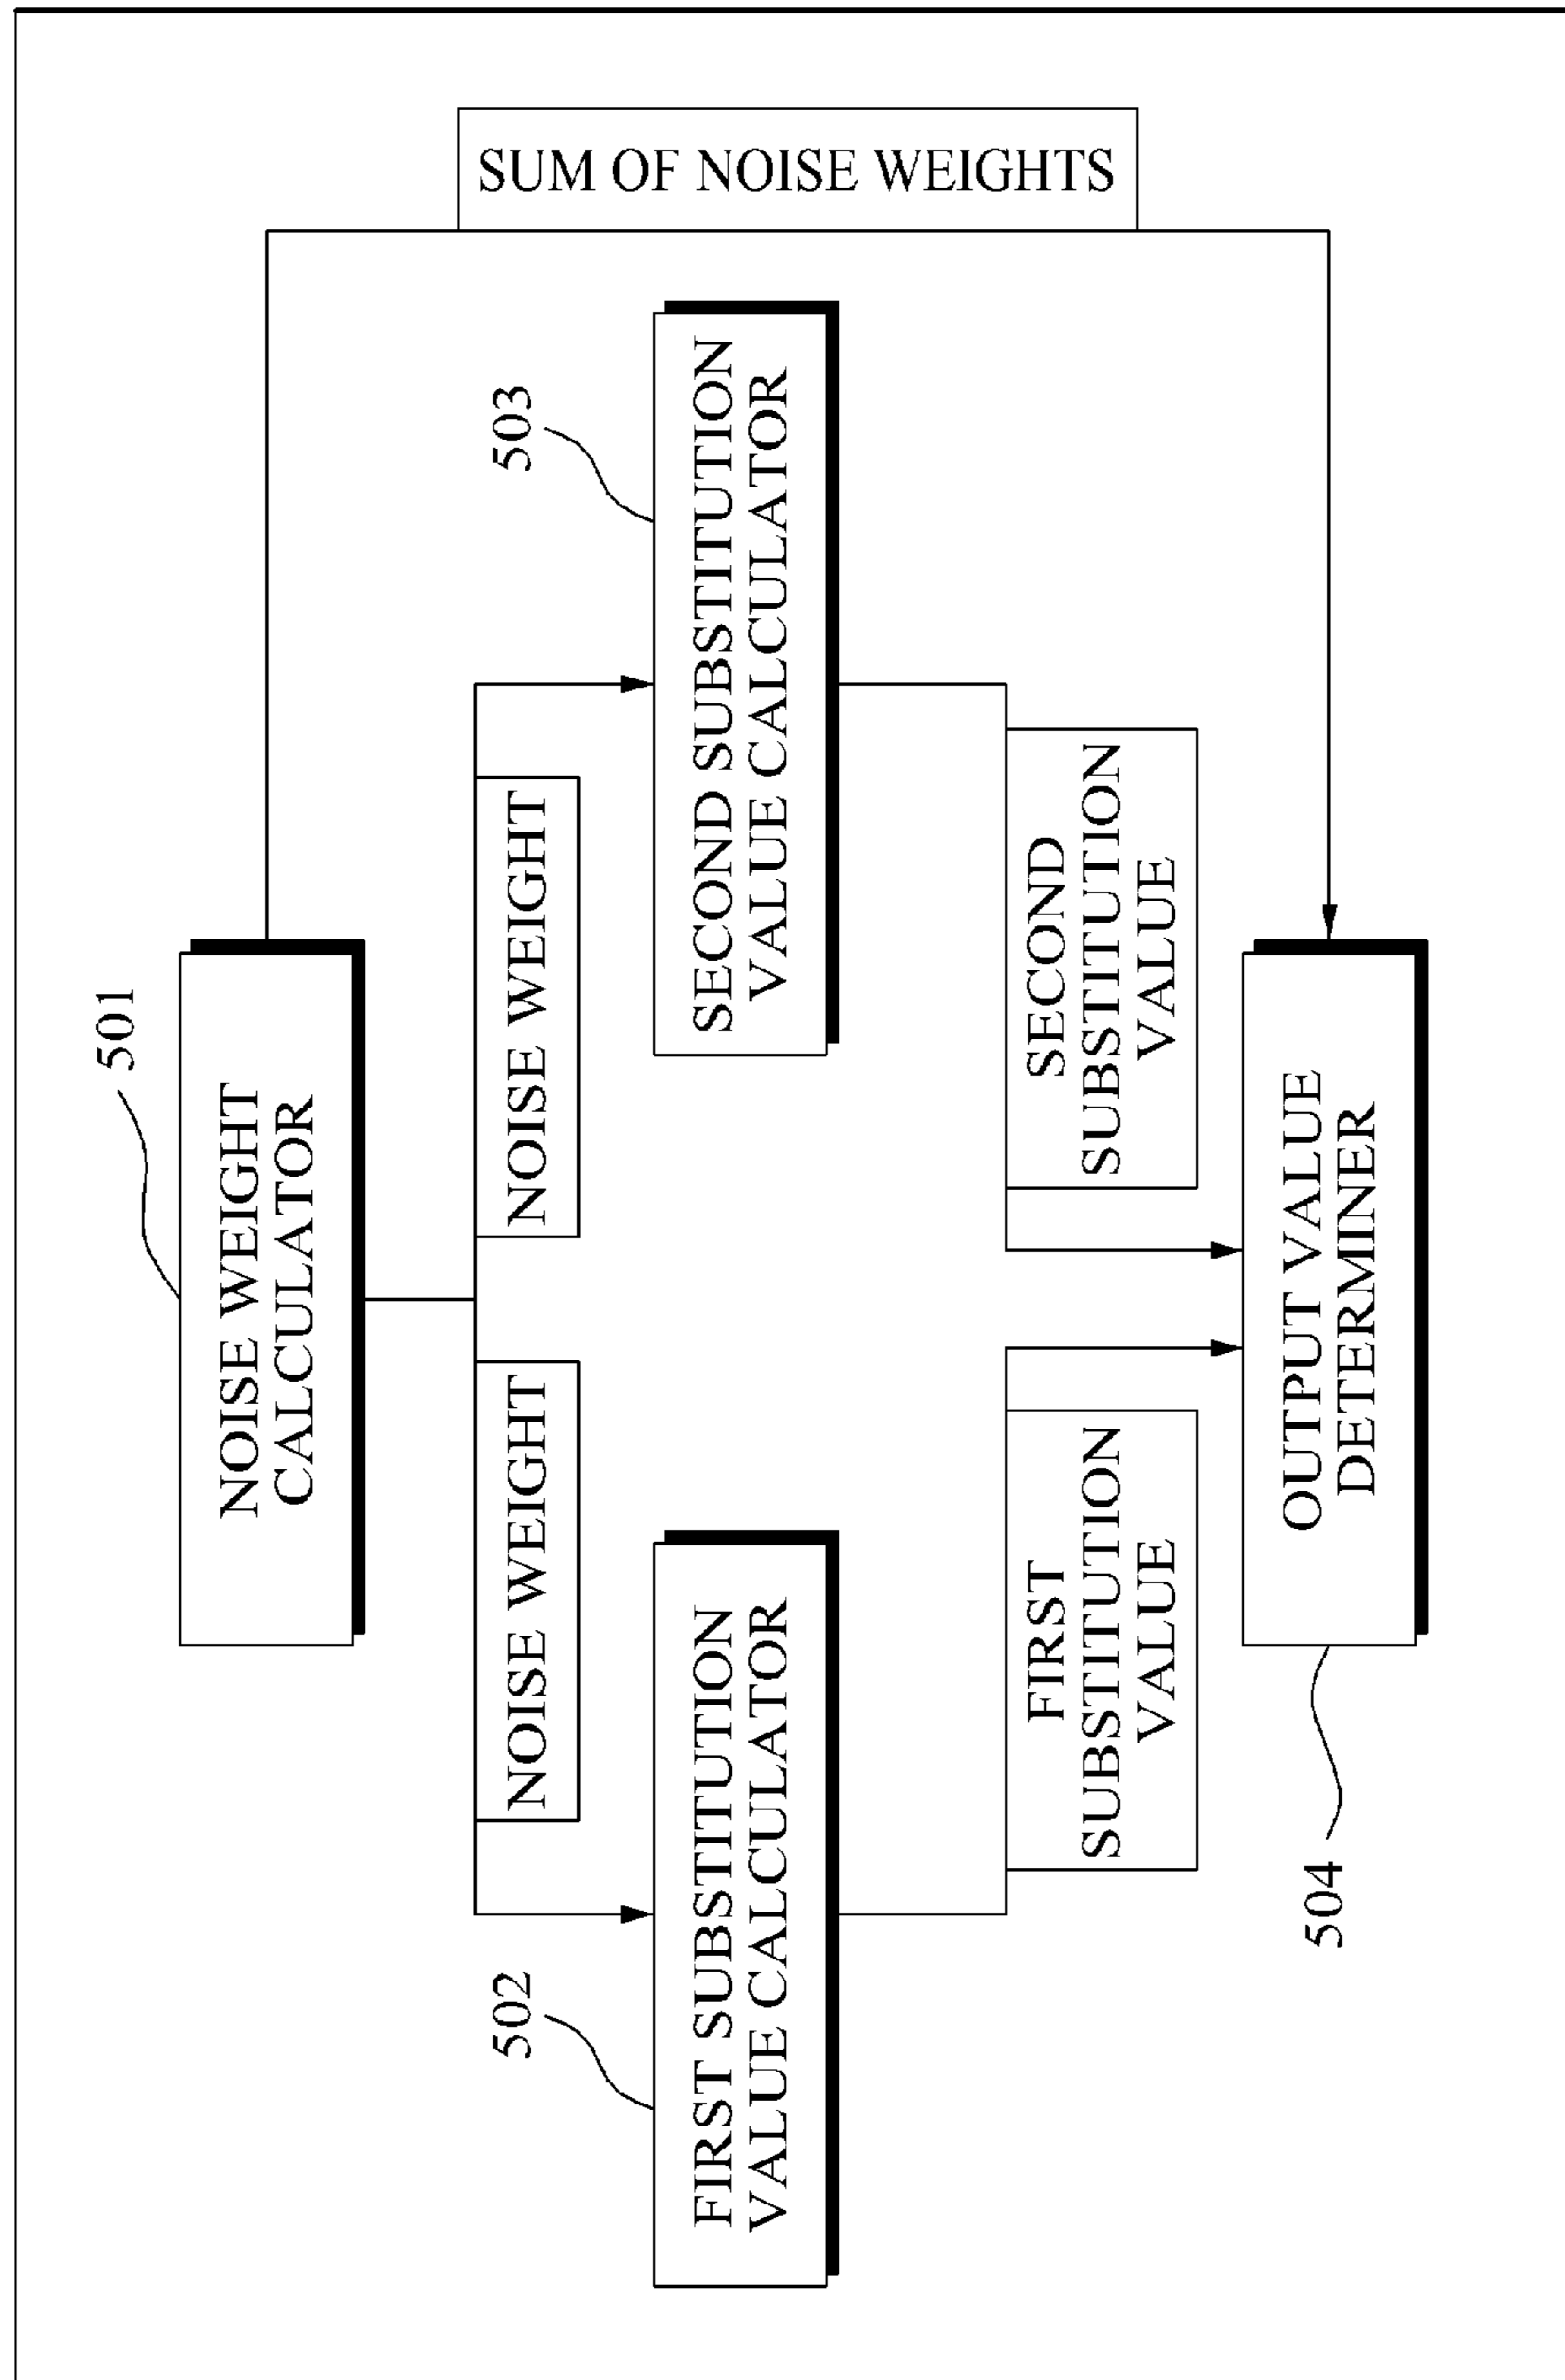 501
NOISE WEIGHT
CALCULATOR
SUM OF NOISE WEIGHTS
NOISE WEIGHT
NOISE WEIGHT
502
FIRST SUBSTITUTION
VALUE CALCULATOR
503
SECOND SUBSTITUTION
VALUE CALCULATOR
FIRST
SUBSTITUTION
VALUE
SECOND
SUBSTITUTION
VALUE
OUTPUT VALUE
DETERMINER
504